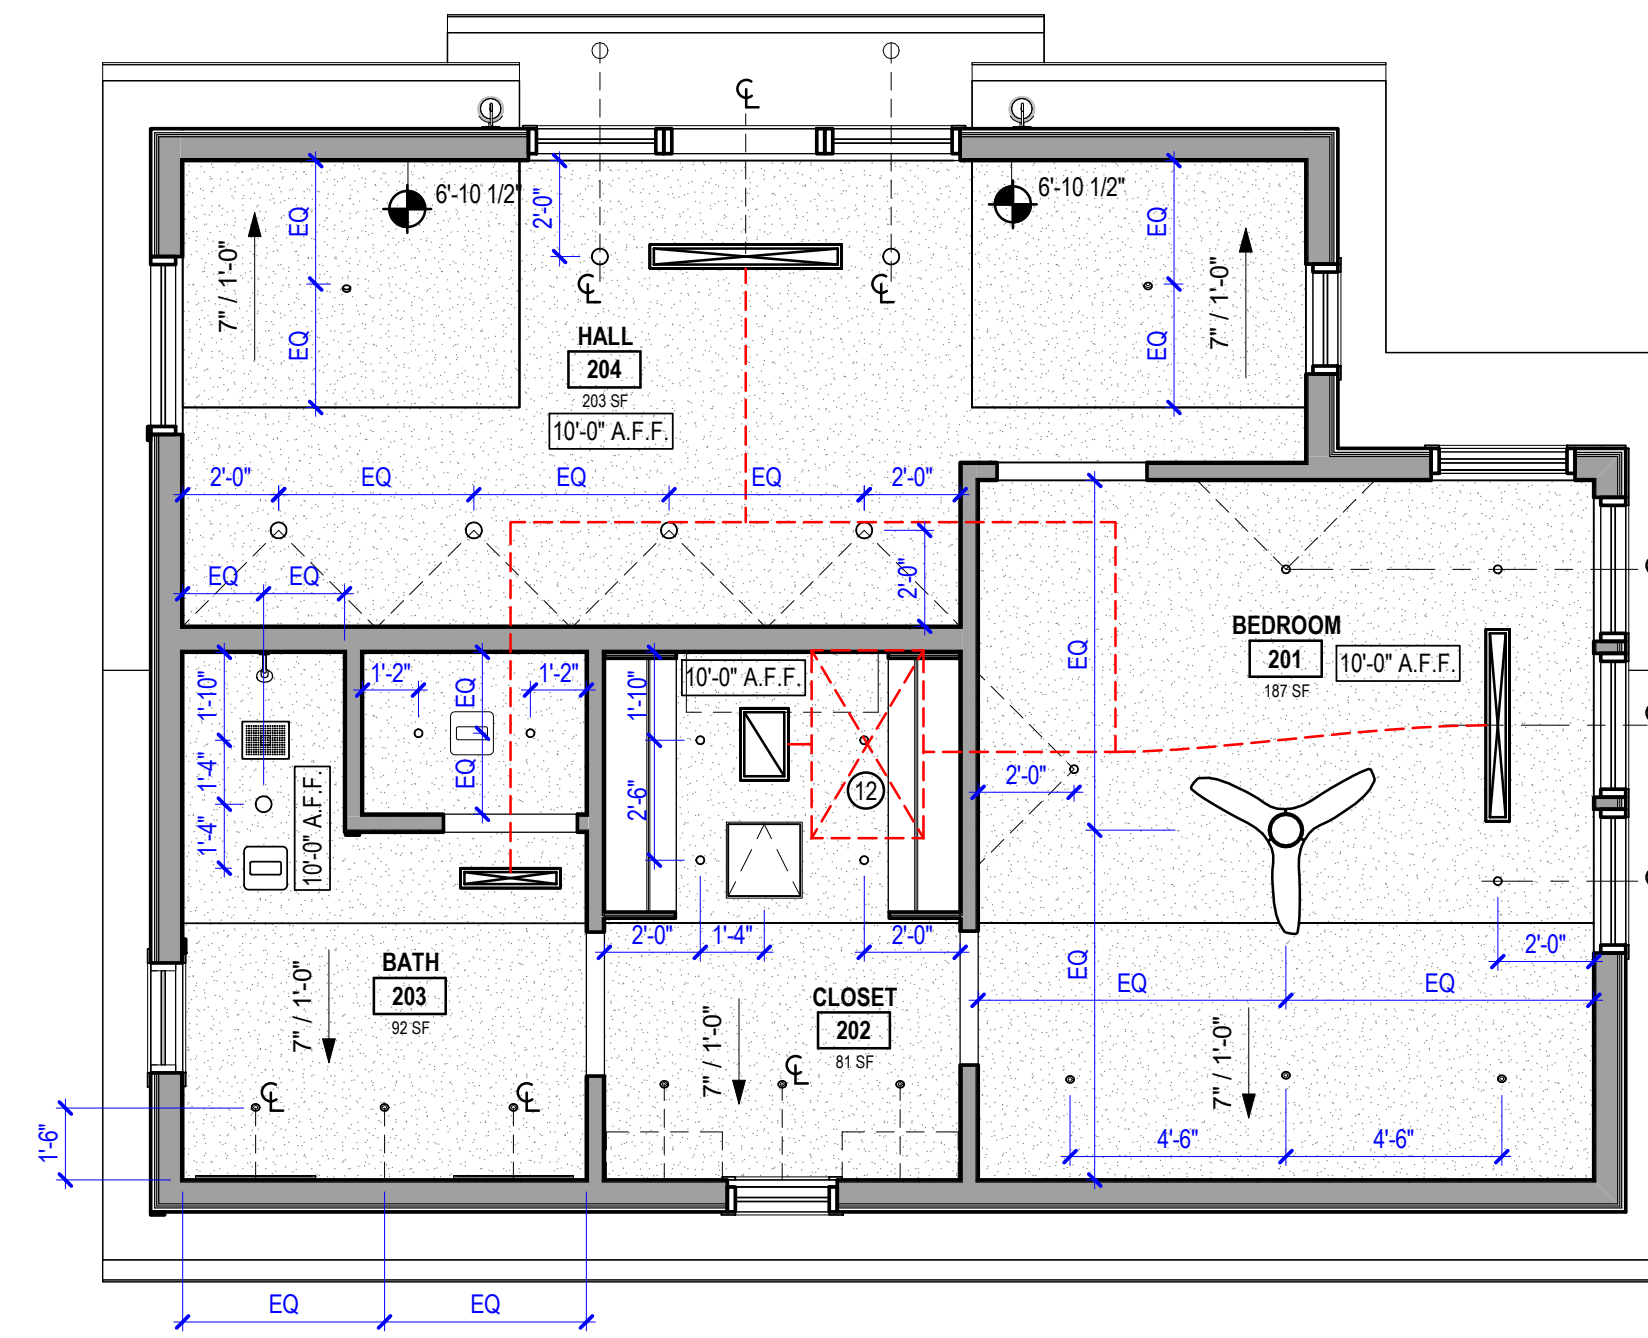 ℄
6'-10 1/2"
6'-10 1/2"
EQ
2'-0"
EQ
7" / 1'-0"
7" / 1'-0"
℄
℄
EQ
EQ
HALL
204
203 SF
10'-0" A.F.F.
2'-0"
EQ
EQ
EQ
2'-0"
EQ
EQ
2'-0"
BEDROOM
201
187 SF
10'-0" A.F.F.
EQ
1'-10"
1'-2"
EQ
1'-2"
1'-10"
10'-0" A.F.F.
1'-4"
EQ
2'-6"
12
2'-0"
1'-4"
10'-0" A.F.F.
2'-0"
1'-4"
2'-0"
2'-0"
EQ
EQ
EQ
BATH
203
92 SF
7" / 1'-0"
CLOSET
202
81 SF
7" / 1'-0"
7" / 1'-0"
℄
℄
℄
1'-6"
4'-6"
4'-6"
EQ
EQ